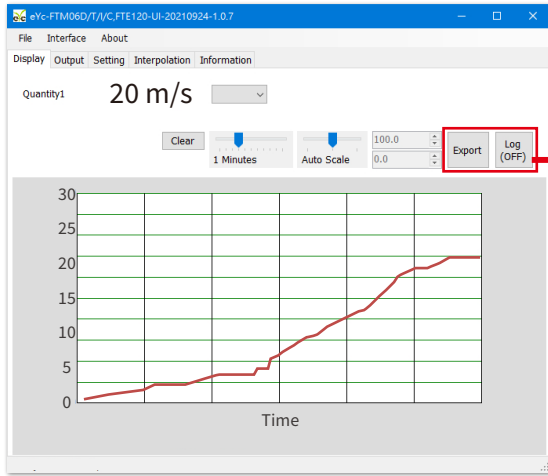 eYc-FTM06D/T/I/C,FTE120-UI-20210924-1.0.7
File Interface About
Display Output Setting Interpolation Information
Quantity1 20 m/s
Clear 1 Minutes Auto Scale 100.0 0.0 Export Log (OFF)
30
25
20
15
10
5
0
Time